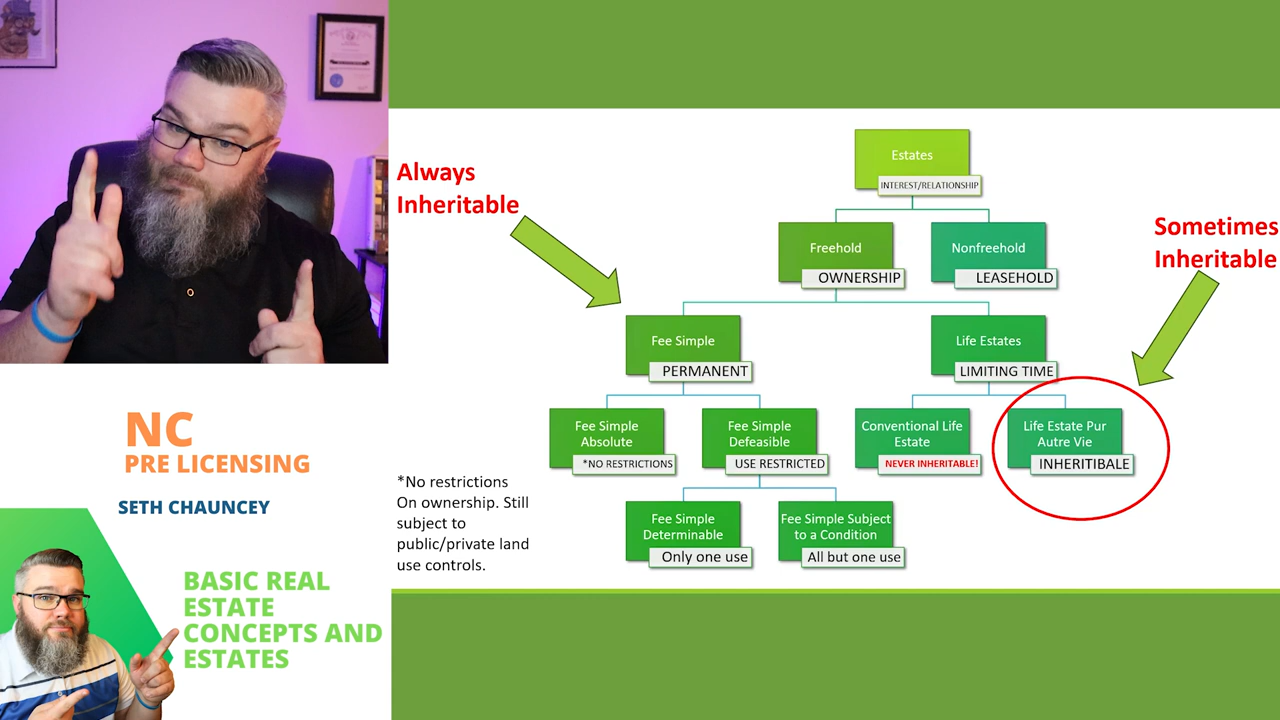 Always
Inheritable
Estates
INTEREST/RELATIONSHIP
Sometimes
Inheritable
Freehold
OWNERSHIP
Nonfreehold
LEASEHOLD
Fee Simple
PERMANENT
Life Estates
LIMITING TIME
Fee Simple
Absolute
*NO RESTRICTIONS
Fee Simple
Defeasible
USE RESTRICTED
Conventional Life
Estate
NEVER INHERITABLE!
Life Estate Pur
Autre Vie
INHERITIBALE
*No restrictions
On ownership. Still
subject to
public/private land
use controls.
Fee Simple
Determinable
Only one use
Fee Simple Subject
to a Condition
All but one use
NC
PRE LICENSING
SETH CHAUNCEY
BASIC REAL
ESTATE
CONCEPTS AND
ESTATES